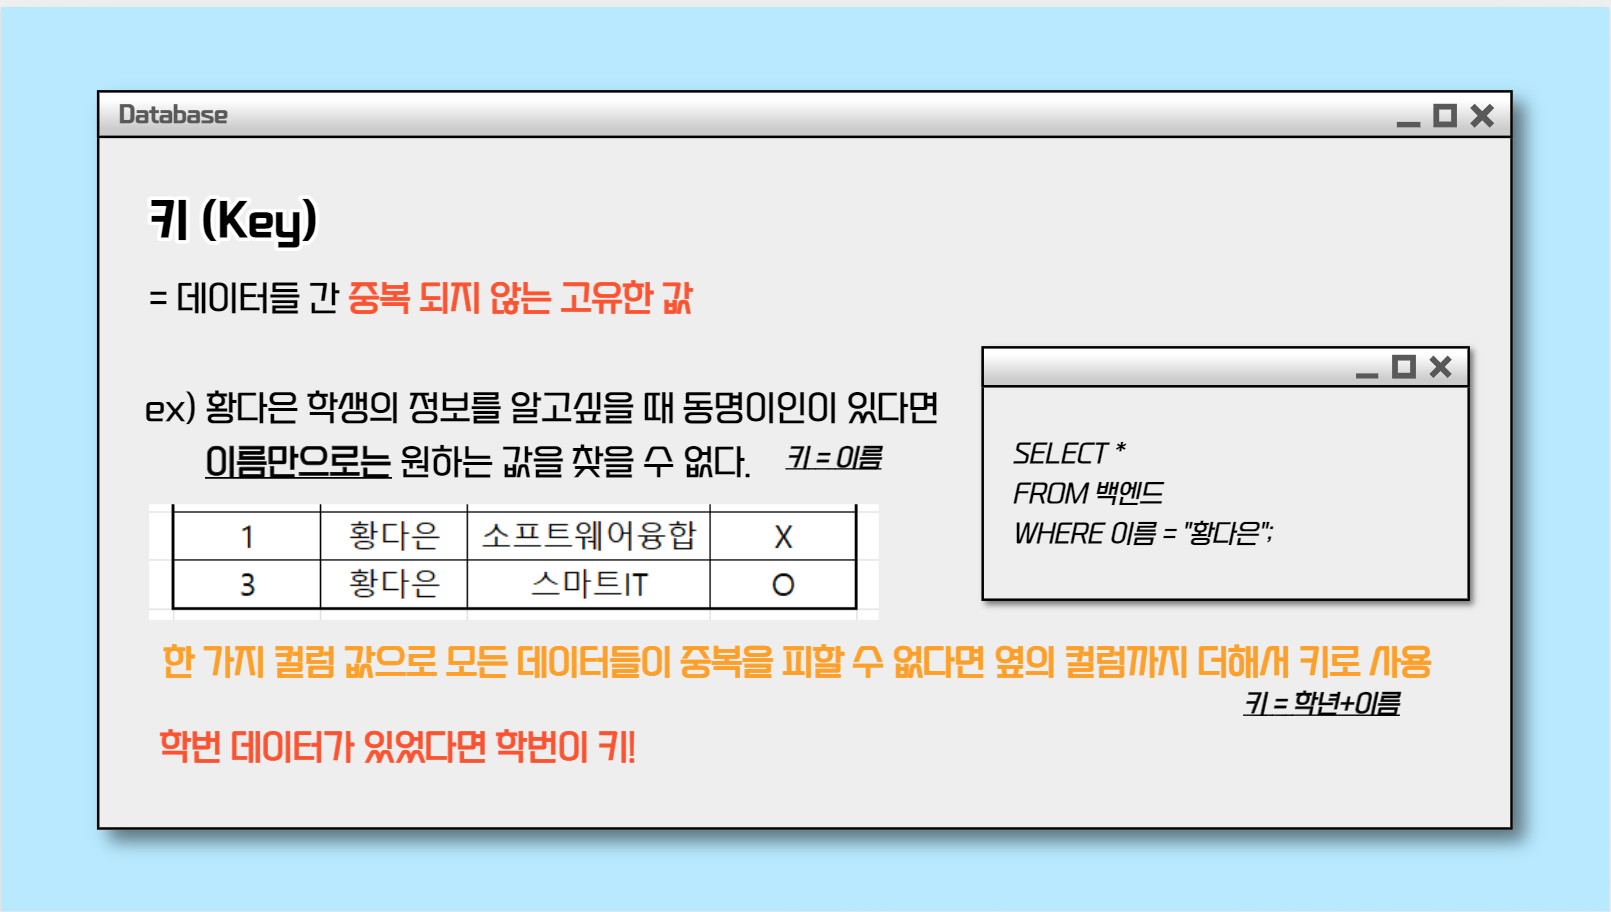 Database
키 (Key)
= 데이터들 간 중복 되지 않는 고유한 값
ex) 황다은 학생의 정보를 알고싶을 때 동명이인이 있다면
이름만으로는 원하는 값을 찾을 수 없다. 키 = 이름
SELECT *
FROM 백엔드
WHERE 이름 = "황다은";
1 황다은 소프트웨어융합 X
3 황다은 스마트IT O
한 가지 컬럼 값으로 모든 데이터들이 중복을 피할 수 없다면 옆의 컬럼까지 더해서 키로 사용
키 = 학년+이름
학번 데이터가 있었다면 학번이 키!